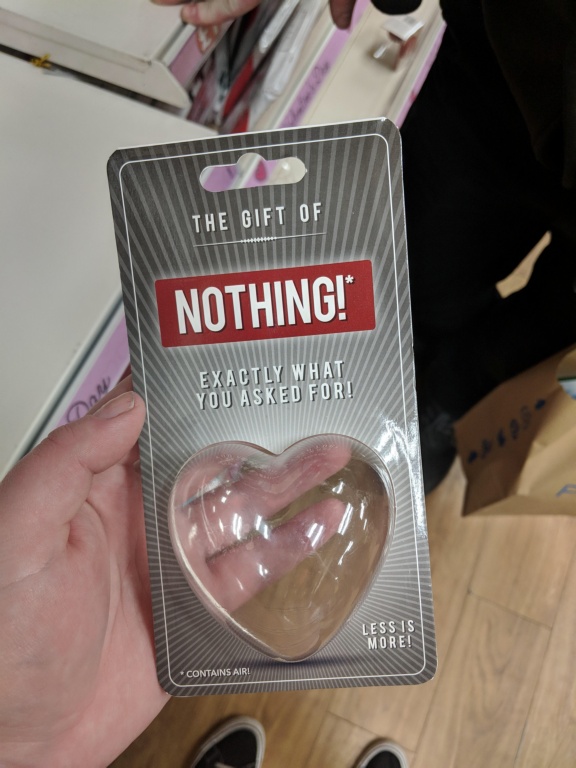 THE GIFT OF
NOTHING!*
EXACTLY WHAT
YOU ASKED FOR!
LESS IS
MORE!
* CONTAINS AIR!